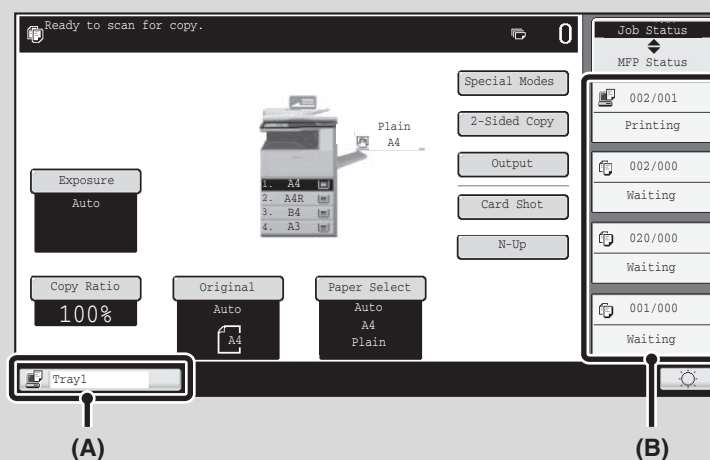 Ready to scan for copy.
0
Job Status
MFP Status
Special Modes
2-Sided Copy
Output
Card Shot
N-Up
Plain
A4
1. A4
2. A4R
3. B4
4. A3
Exposure
Auto
Copy Ratio
100%
Original
Auto
A4
Paper Select
Auto
A4
Plain
002/001
Printing
002/000
Waiting
020/000
Waiting
001/000
Waiting
Tray1
(A)
(B)